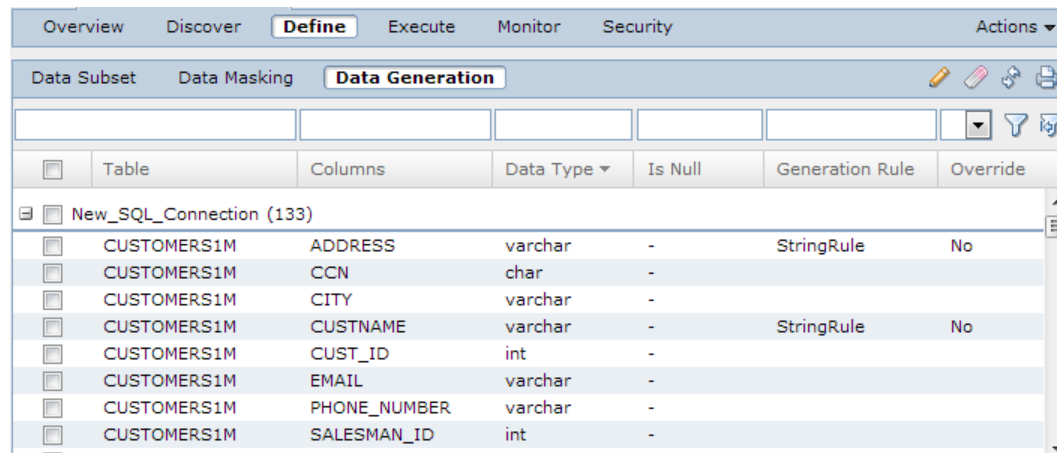 Overview Discover Define Execute Monitor Security Actions
Data Subset Data Masking Data Generation
Table Columns Data Type Is Null Generation Rule Override
New_SQL_Connection (133)
CUSTOMERS1M ADDRESS varchar - StringRule No
CUSTOMERS1M CCN char -
CUSTOMERS1M CITY varchar -
CUSTOMERS1M CUSTNAME varchar - StringRule No
CUSTOMERS1M CUST_ID int -
CUSTOMERS1M EMAIL varchar -
CUSTOMERS1M PHONE_NUMBER varchar -
CUSTOMERS1M SALESMAN_ID int -